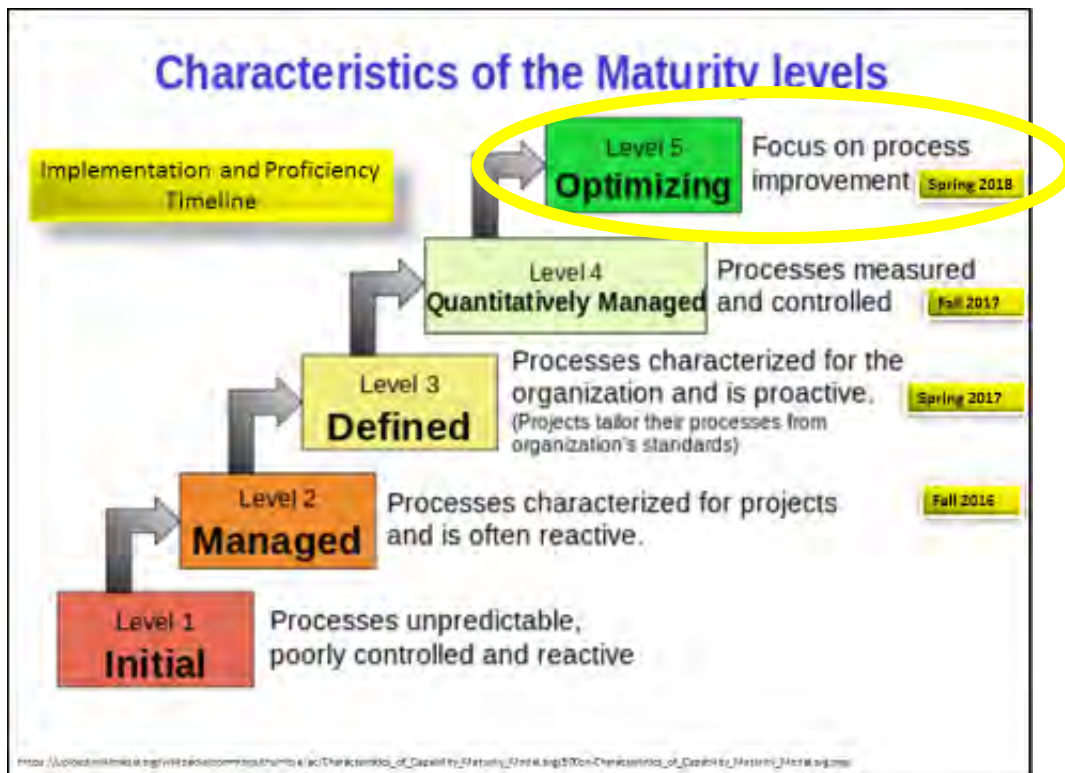 Characteristics of the Maturity levels
Implementation and Proficiency
Timeline
Level 5
Optimizing
Focus on process
improvement
Spring 2018
Level 4
Quantitatively Managed
Processes measured
and controlled
Fall 2017
Level 3
Defined
Processes characterized for the
organization and is proactive.
(Projects tailor their processes from
organization's standards)
Spring 2017
Level 2
Managed
Processes characterized for projects
and is often reactive.
Fall 2016
Level 1
Initial
Processes unpredictable,
poorly controlled and reactive